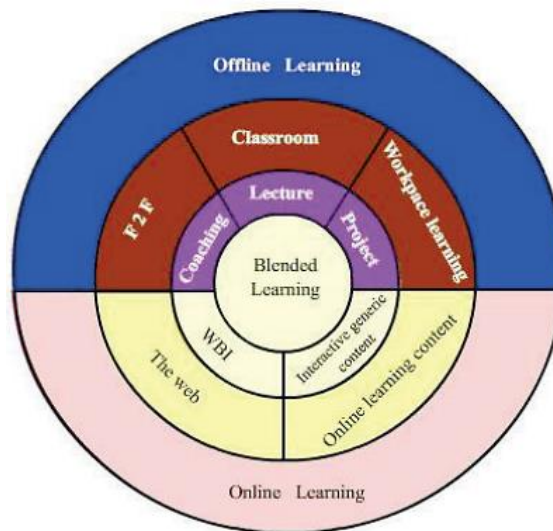 Offline Learning
Classroom
F 2 F
Workpace learning
Lecture
Coaching
Project
Blended
Learning
WBI
Interactive generic
content
The web
Online learning content
Online Learning